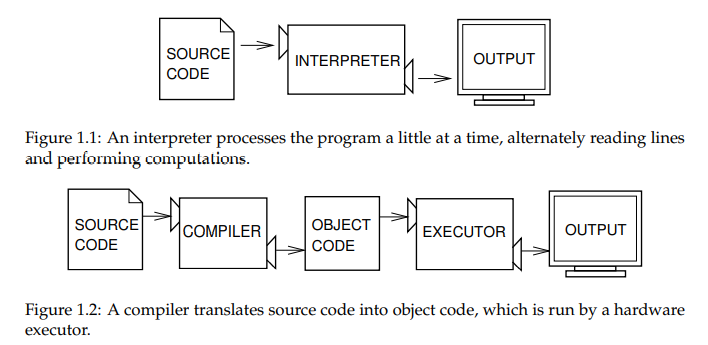 SOURCE
CODE
INTERPRETER
OUTPUT
Figure 1.1: An interpreter processes the program a little at a time, alternately reading lines
and performing computations.
SOURCE
CODE
COMPILER
OBJECT
CODE
EXECUTOR
OUTPUT
Figure 1.2: A compiler translates source code into object code, which is run by a hardware
executor.